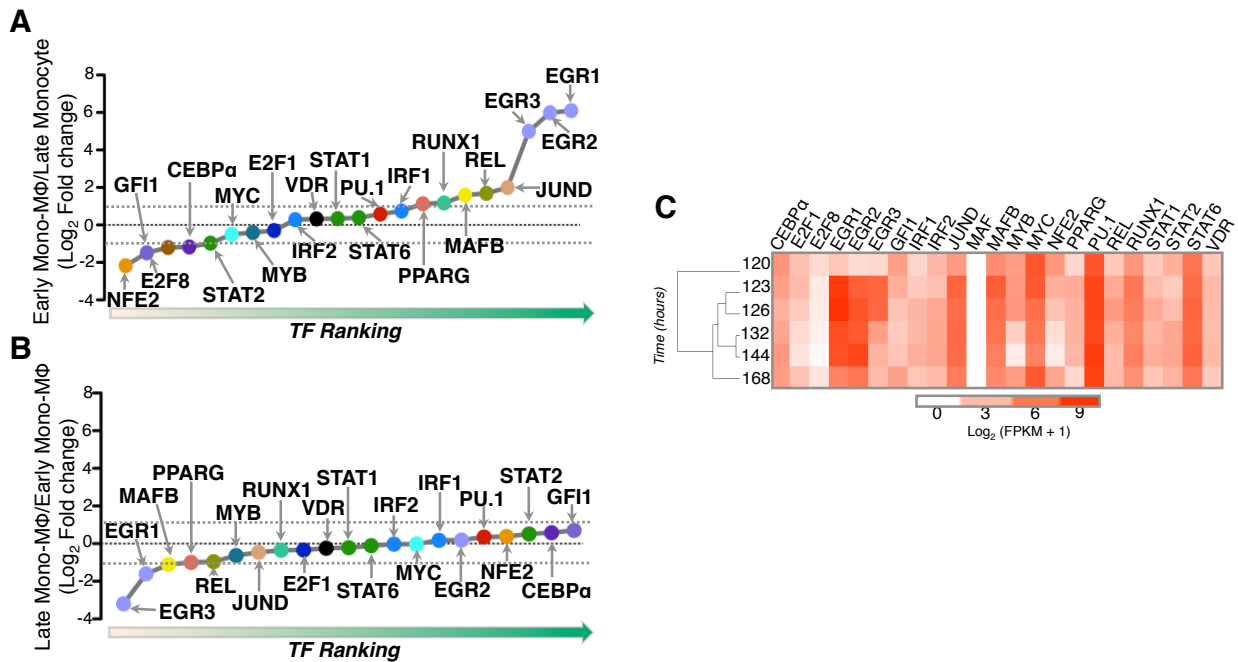 A
Early Mono-MΦ/Late Monocyte
(Log2 Fold change)
8
6
4
2
0
-2
-4
EGR1
EGR3
EGR2
RUNX1
STAT1
REL
E2F1
CEBPα
IRF1
GFI1
VDR
PU.1
JUND
MYC
IRF2
STAT6
MAFB
MYB
PPARG
E2F8
STAT2
NFE2
TF Ranking
B
Late Mono-MΦ/Early Mono-MΦ
(Log2 Fold change)
8
6
4
2
0
-2
-4
PPARG
STAT1
STAT2
MAFB
RUNX1
IRF1
GFI1
VDR
IRF2
PU.1
MYB
EGR1
REL
E2F1
MYC
NFE2
JUND
STAT6
EGR2
CEBPα
EGR3
TF Ranking
C
CEBPα
E2F1
E2F8
EGR1
EGR2
EGR3
GFI1
IRF1
IRF2
JUND
MAF
MAFB
MYB
MYC
NFE2
PPARG
PU.1
REL
RUNX1
STAT1
STAT2
STAT6
VDR
Time (hours)
120
123
126
132
144
168
0 3 6 9
Log2 (FPKM + 1)